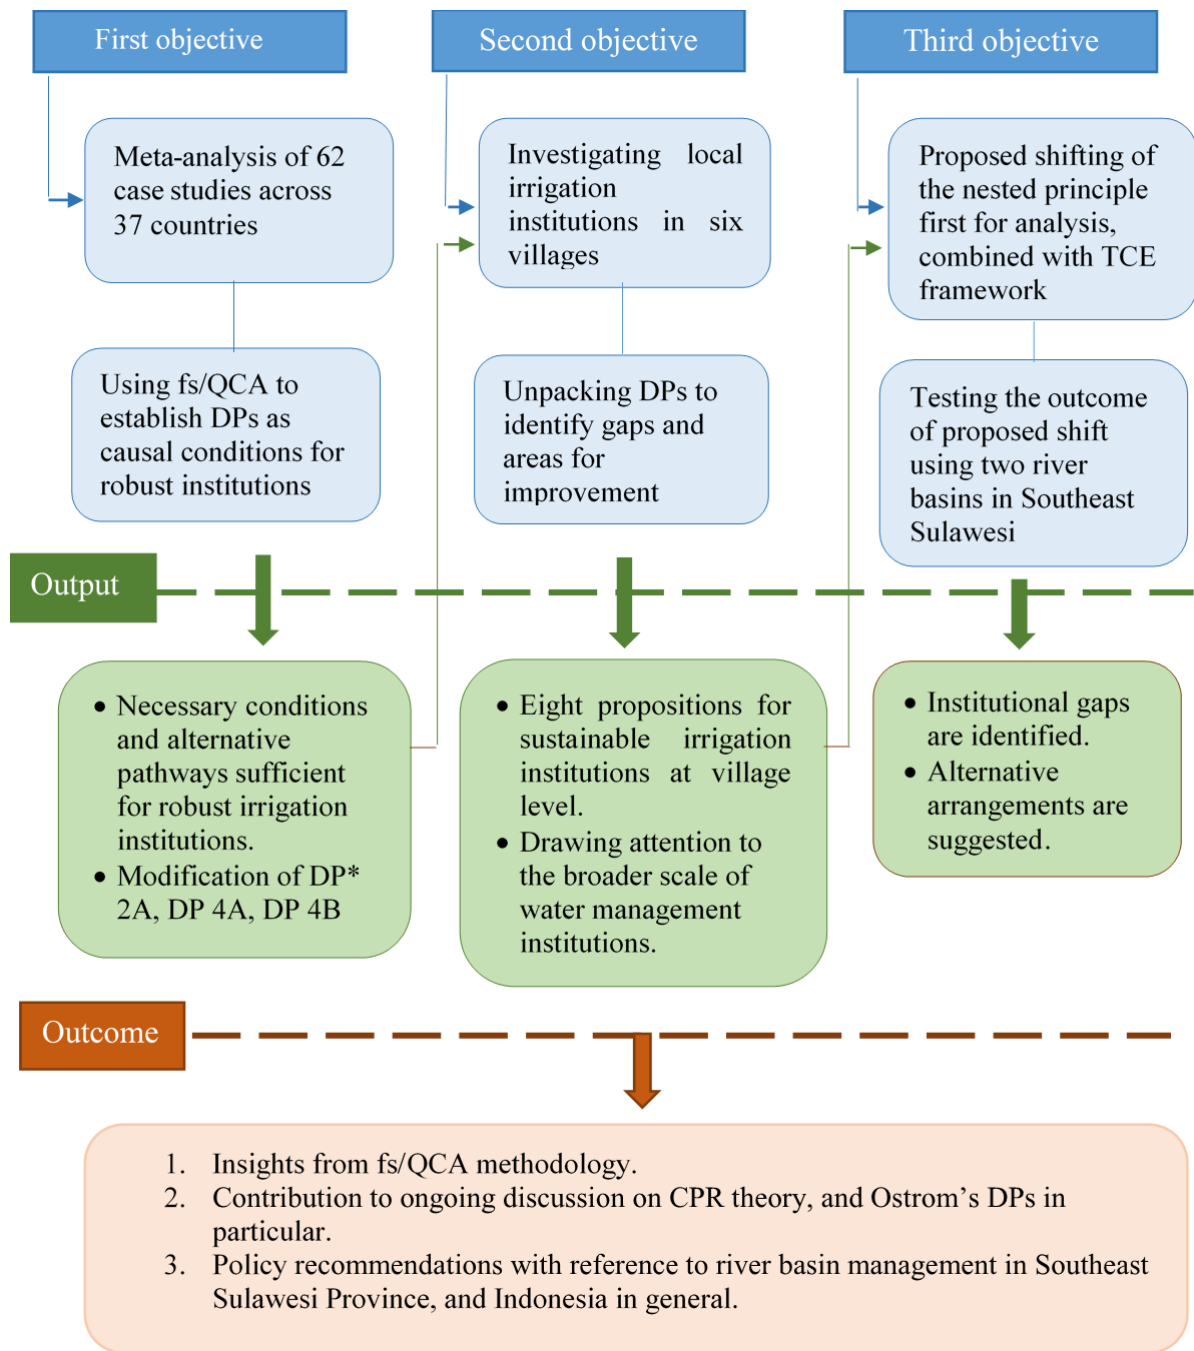 First objective
Second objective
Third objective
Meta-analysis of 62
case studies across
37 countries
Investigating local
irrigation
institutions in six
villages
Proposed shifting of
the nested principle
first for analysis,
combined with TCE
framework
Using fs/QCA to
establish DPs as
causal conditions for
robust institutions
Unpacking DPs to
identify gaps and
areas for
improvement
Testing the outcome
of proposed shift
using two river
basins in Southeast
Sulawesi
Output
• Necessary conditions
and alternative
pathways sufficient
for robust irrigation
institutions.
• Modification of DP*
2A, DP 4A, DP 4B
• Eight propositions for
sustainable irrigation
institutions at village
level.
• Drawing attention to
the broader scale of
water management
institutions.
• Institutional gaps
are identified.
• Alternative
arrangements are
suggested.
Outcome
1. Insights from fs/QCA methodology.
2. Contribution to ongoing discussion on CPR theory, and Ostrom's DPs in
particular.
3. Policy recommendations with reference to river basin management in Southeast
Sulawesi Province, and Indonesia in general.